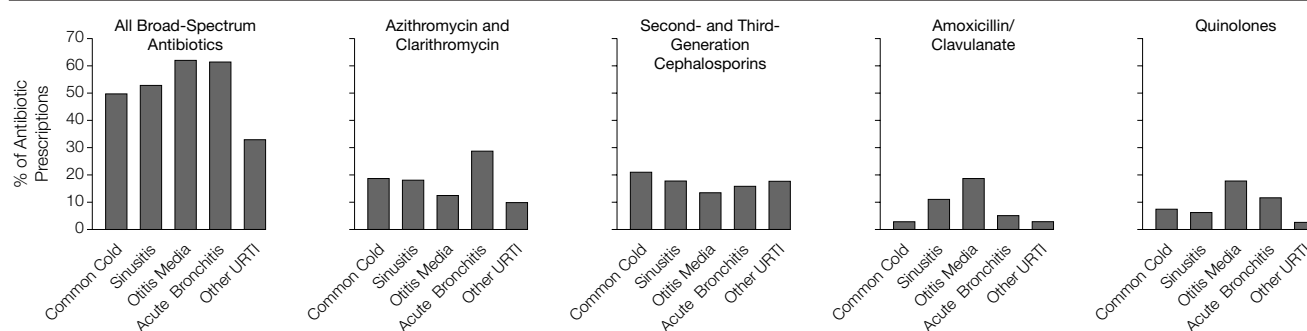 All Broad-Spectrum
Antibiotics
Azithromycin and
Clarithromycin
Second- and Third-
Generation
Cephalosporins
Amoxicillin/
Clavulanate
Quinolones
% of Antibiotic
Prescriptions
70
60
50
40
30
20
10
0
Common Cold
Sinusitis
Otitis Media
Acute Bronchitis
Other URTI
Common Cold
Sinusitis
Otitis Media
Acute Bronchitis
Other URTI
Common Cold
Sinusitis
Otitis Media
Acute Bronchitis
Other URTI
Common Cold
Sinusitis
Otitis Media
Acute Bronchitis
Other URTI
Common Cold
Sinusitis
Otitis Media
Acute Bronchitis
Other URTI